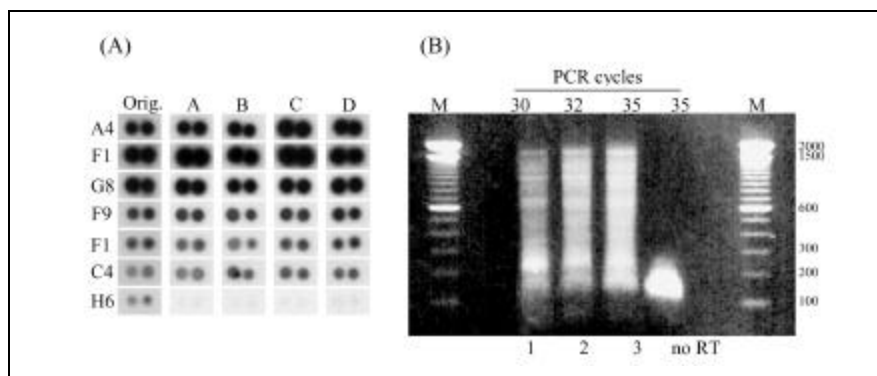 (A)
Orig. A B C D
A4
F1
G8
F9
F1
C4
H6
(B)
PCR cycles
M 30 32 35 35 M
2000
1500
600
300
200
100
1 2 3 no RT